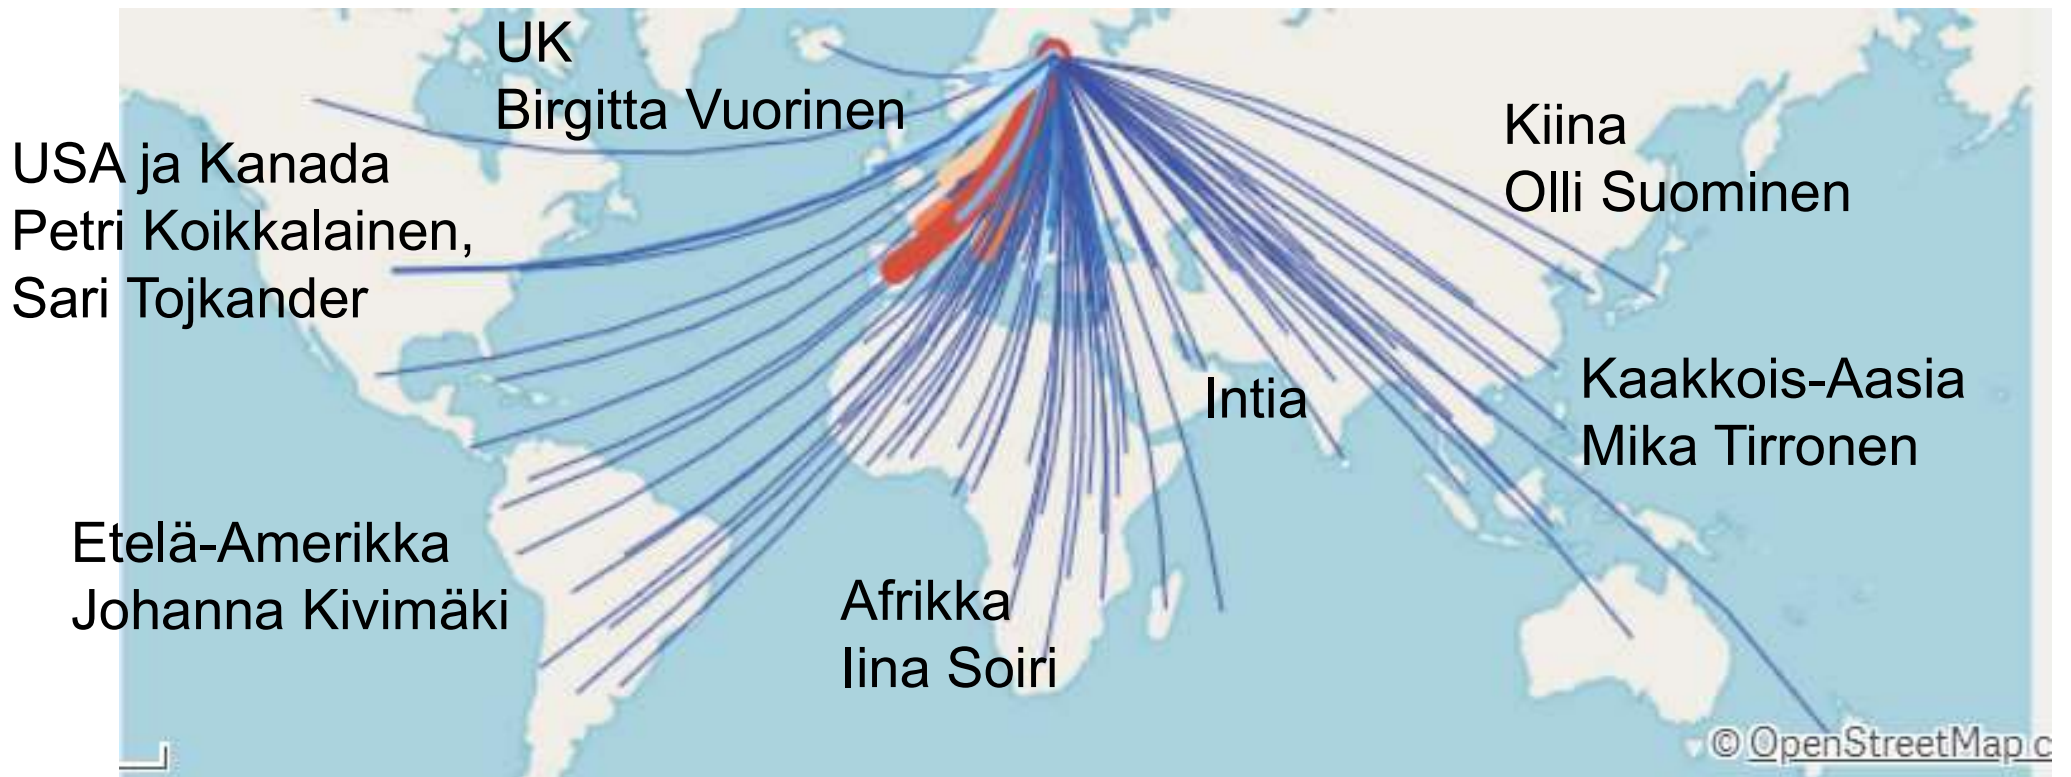 UK
Birgitta Vuorinen
USA ja Kanada
Petri Koikkalainen,
Sari Tojkander
Kiina
Olli Suominen
Intia
Kaakkois-Aasia
Mika Tirronen
Etelä-Amerikka
Johanna Kivimäki
Afrikka
Iina Soiri
© OpenStreetMap c